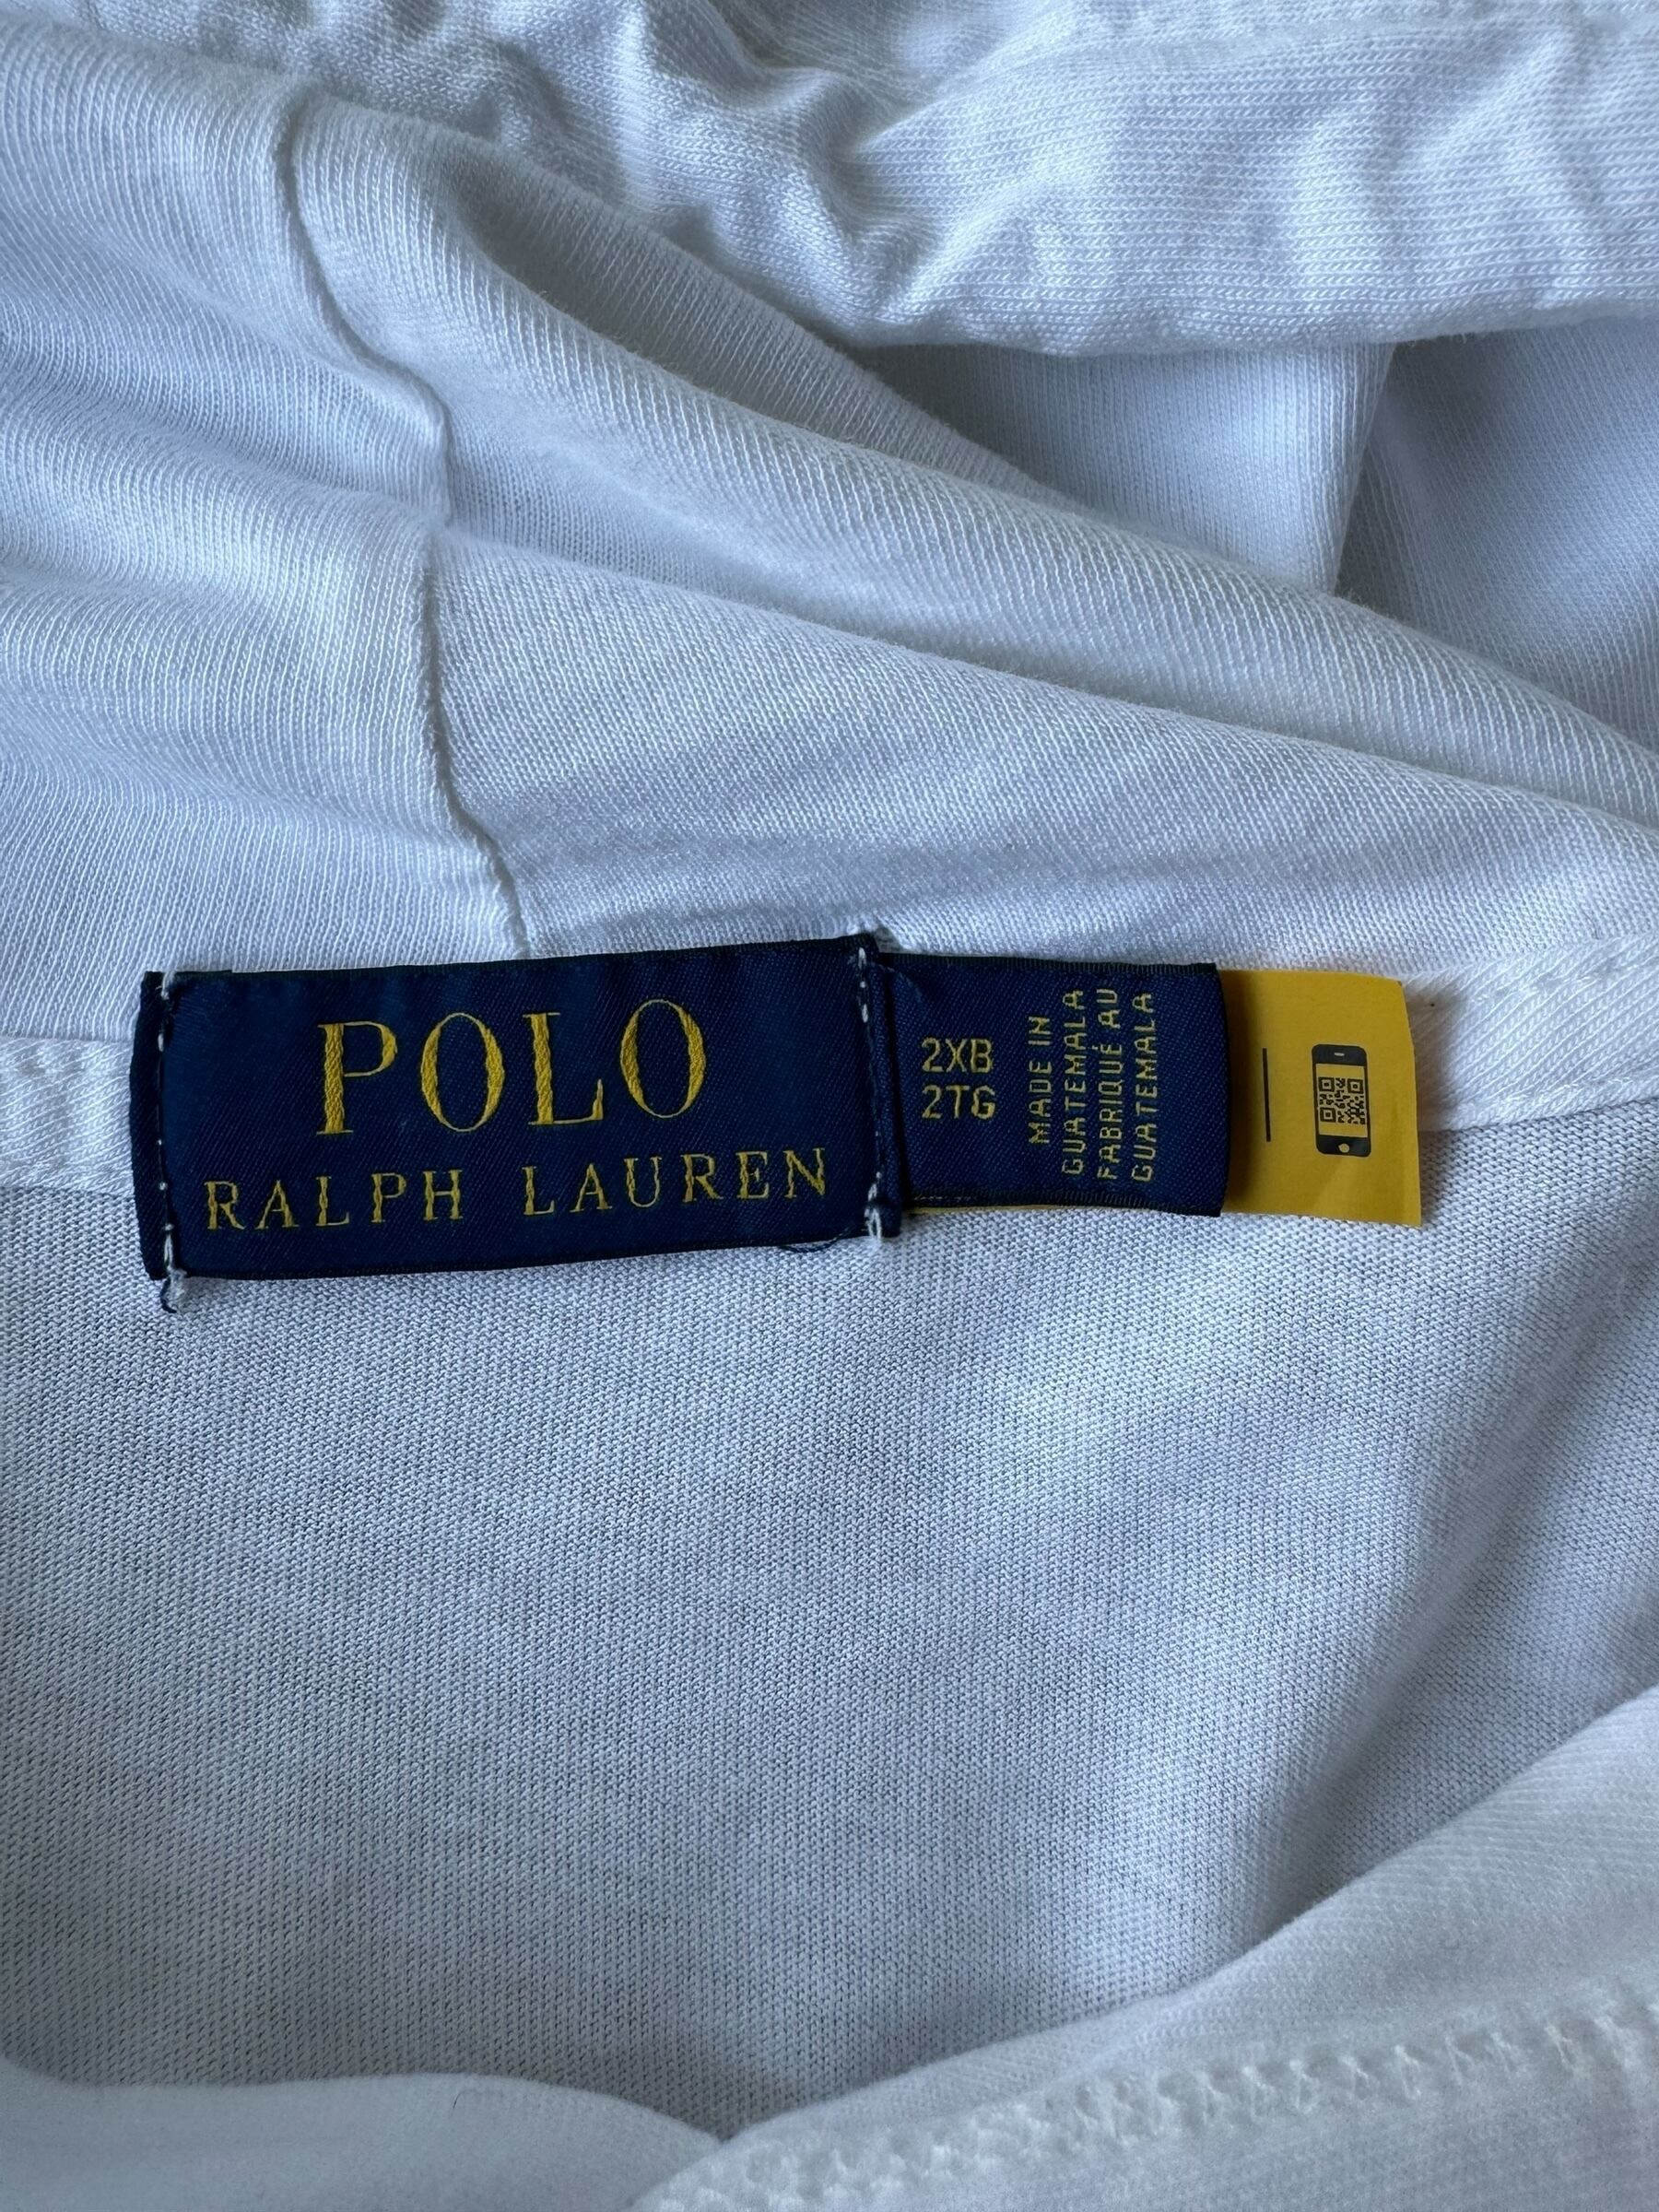 POLO
RALPH LAUREN
2XB
2TG
MADE IN
GUATEMALA
FABRIQUÉ AU
GUATEMALA